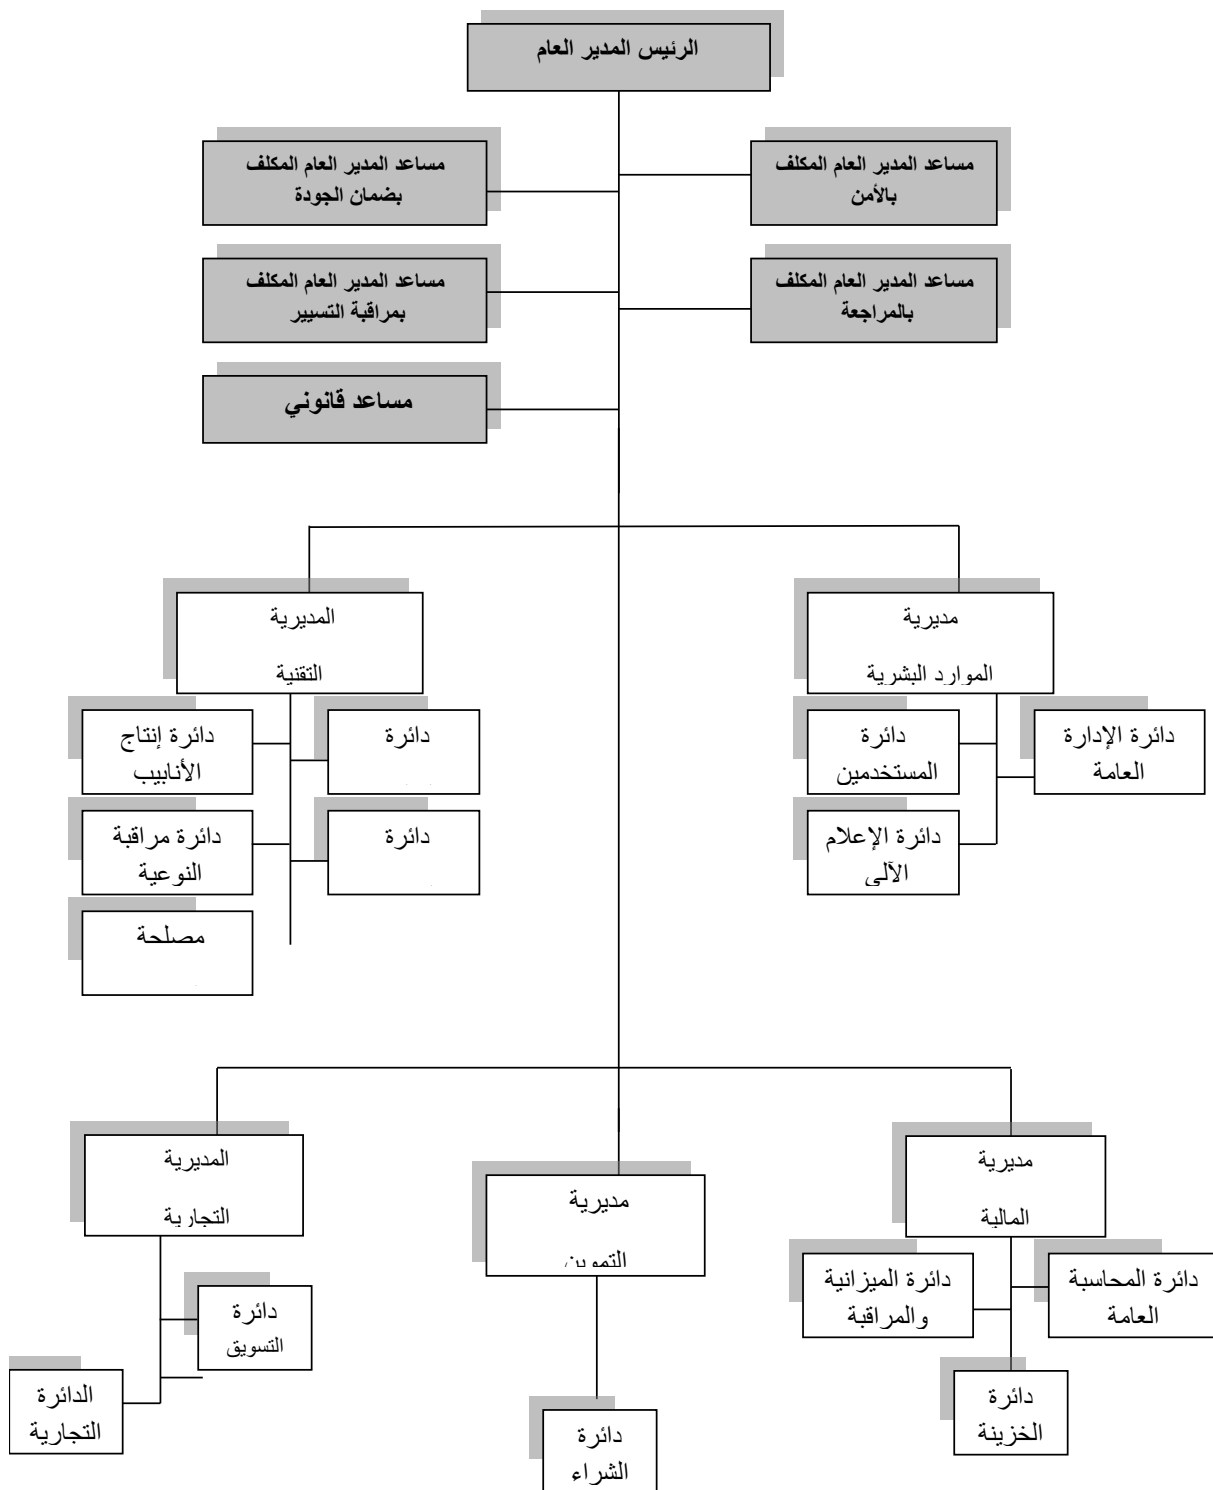 الرئيس المدير العام
مساعد المدير العام المكلف
بالأمن
مساعد المدير العام المكلف
بضمان الجودة
مساعد المدير العام المكلف
بالمراجعة
مساعد المدير العام المكلف
بمراقبة التسيير
مساعد قانوني
مديرية
الموارد البشرية
المديرية
التقنية
دائرة الإدارة
العامة
دائرة
المستخدمين
دائرة
دائرة إنتاج
الأنابيب
دائرة الإعلام
الآلي
دائرة
دائرة مراقبة
النوعية
مصلحة
مديرية
المالية
مديرية
التموين
المديرية
التجارية
دائرة المحاسبة
العامة
دائرة الميزانية
والمراقبة
دائرة
الخزينة
دائرة
الشراء
دائرة
التسويق
الدائرة
التجارية